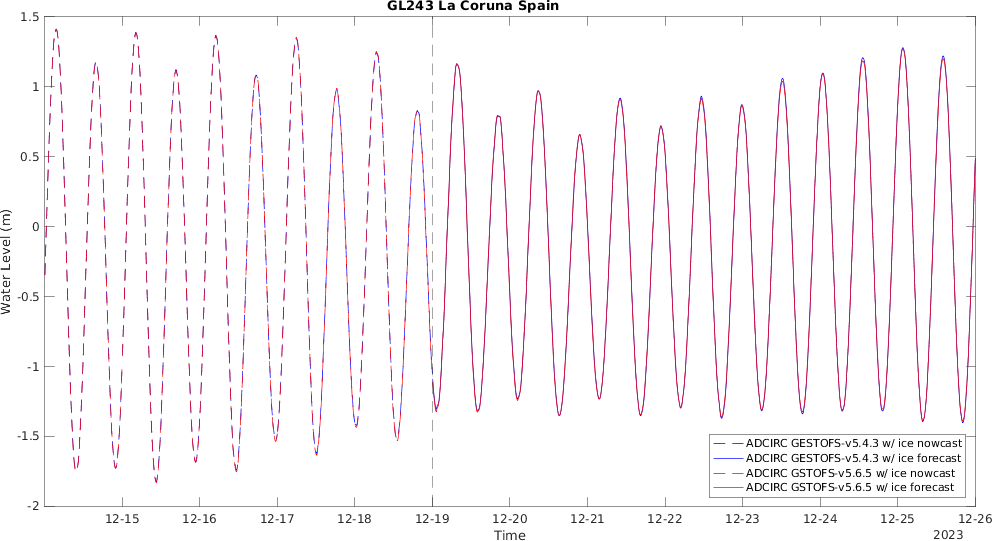 GL243 La Coruna Spain
1.5
1
0.5
0
-0.5
-1
-1.5
-2
Water Level (m)
ADCIRC GESTOFS-v5.4.3 w/ ice nowcast
ADCIRC GESTOFS-v5.4.3 w/ ice forecast
ADCIRC GSTOFS-v5.6.5 w/ ice nowcast
ADCIRC GSTOFS-v5.6.5 w/ ice forecast
12-15 12-16 12-17 12-18 12-19 12-20 12-21 12-22 12-23 12-24 12-25 12-26
Time
2023